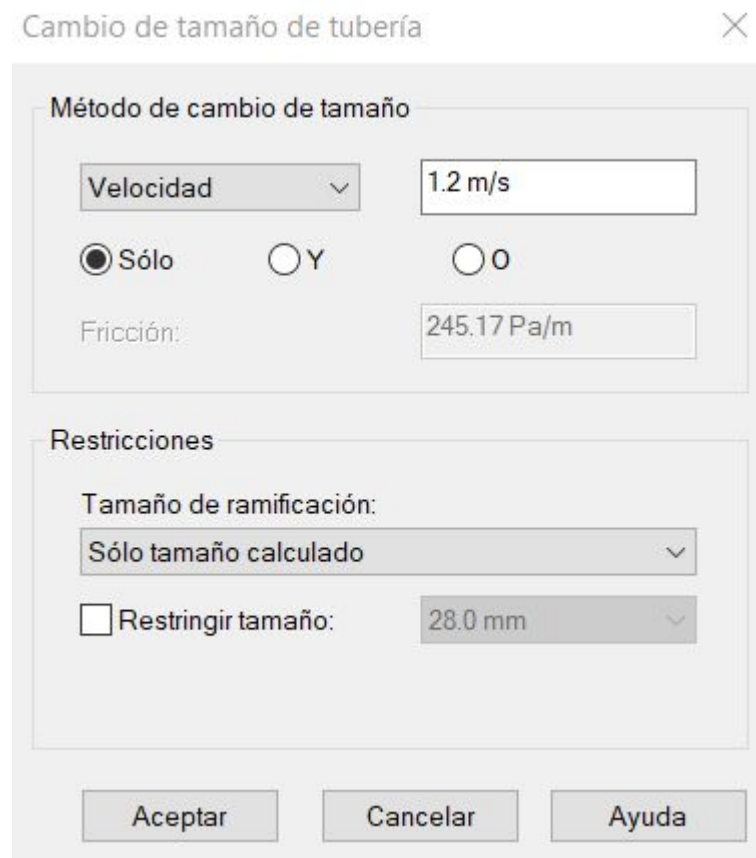 Cambio de tamaño de tubería
Método de cambio de tamaño
Velocidad 1.2 m/s
Sólo Y O
Fricción: 245.17 Pa/m
Restricciones
Tamaño de ramificación:
Sólo tamaño calculado
Restringir tamaño: 28.0 mm
Aceptar Cancelar Ayuda